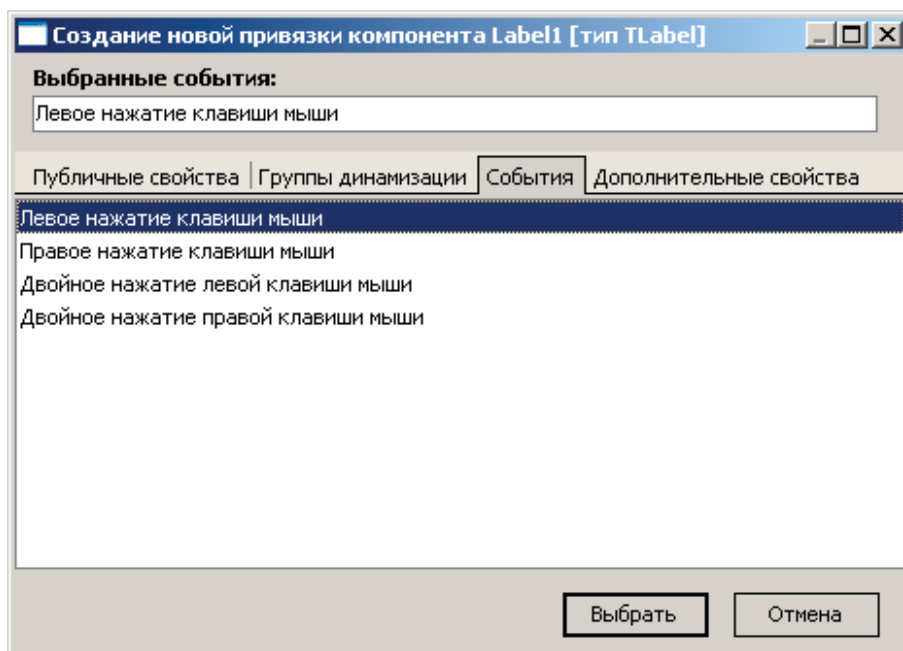 Создание новой привязки компонента Label1 [тип TLabel]
Выбранные события:
Левое нажатие клавиши мыши
Публичные свойства Группы динамизации События Дополнительные свойства
Левое нажатие клавиши мыши
Правое нажатие клавиши мыши
Двойное нажатие левой клавиши мыши
Двойное нажатие правой клавиши мыши
Выбрать Отмена